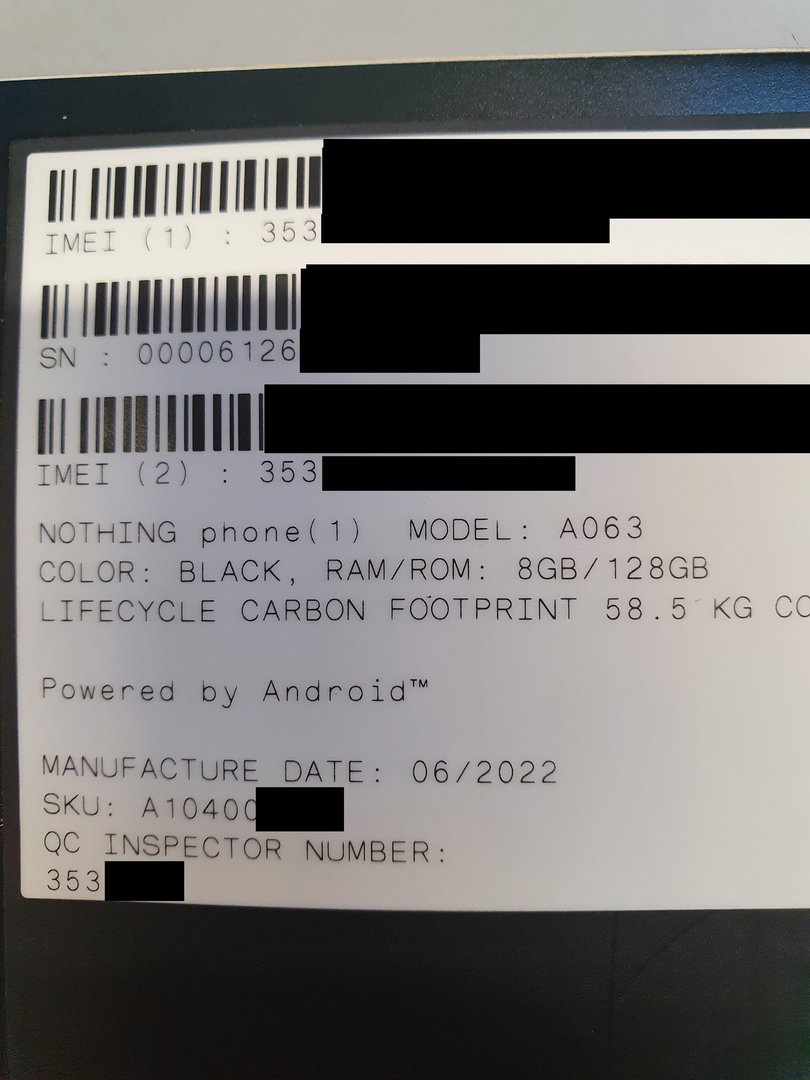 IMEI (1) : 353
SN : 00006126
IMEI (2) : 353
NOTHING phone(1) MODEL: A063
COLOR: BLACK, RAM/ROM: 8GB/128GB
LIFECYCLE CARBON FOOTPRINT 58.5 KG CO
Powered by Android™
MANUFACTURE DATE: 06/2022
SKU: A10400
QC INSPECTOR NUMBER:
353